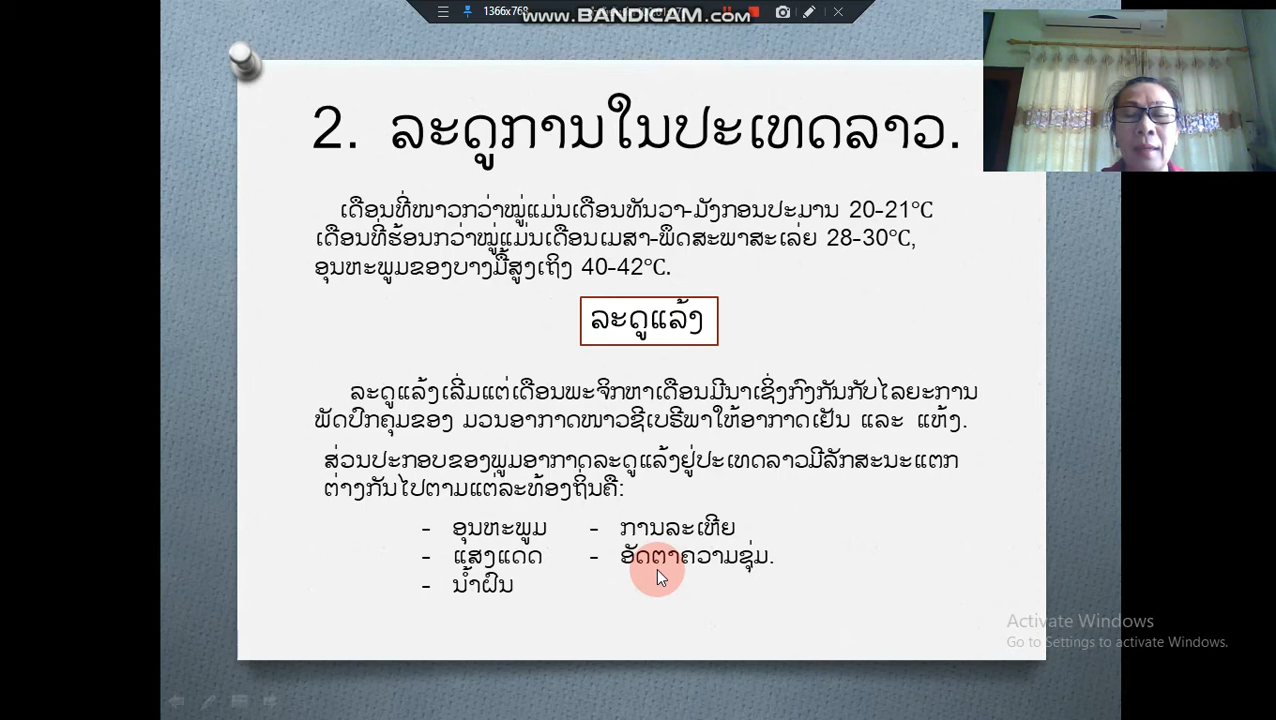 1366x768
www.BANDICAM.com
2. ລະດູການໃນປະເທດລາວ.
ເດືອນທີ່ໜາວກວ່າໝູ່ແມ່ນເດືອນທັນວາ-ມັງກອນປະມານ 20-21°C
ເດືອນທີ່ຮ້ອນກວ່າໝູ່ແມ່ນເດືອນເມສາ-ພຶດສະພາສະເລ່ຍ 28-30°C,
ອຸນຫະພູມຂອງບາງມື້ສູງເຖິງ 40-42°C.
ລະດູແລ້ງ
ລະດູແລ້ງເລີ່ມແຕ່ເດືອນພະຈິກຫາເດືອນມີນາເຊິ່ງກົງກັນກັບໄລຍະການ
ພັດປົກຄຸມຂອງ ມວນອາກາດໜາວຊີເບຣີພາໃຫ້ອາກາດເຢັນ ແລະ ແຫ້ງ.
ສ່ວນປະກອບຂອງພູມອາກາດລະດູແລ້ງຢູ່ປະເທດລາວມີລັກສະນະແຕກ
ຕ່າງກັນໄປຕາມແຕ່ລະທ້ອງຖິ່ນຄື:
- ອຸນຫະພູມ - ການລະເຫີຍ
- ແສງແດດ - ອັດຕາຄວາມຊຸ່ມ.
- ນ້ຳຝົນ
Activate Windows
Go to Settings to activate Windows.